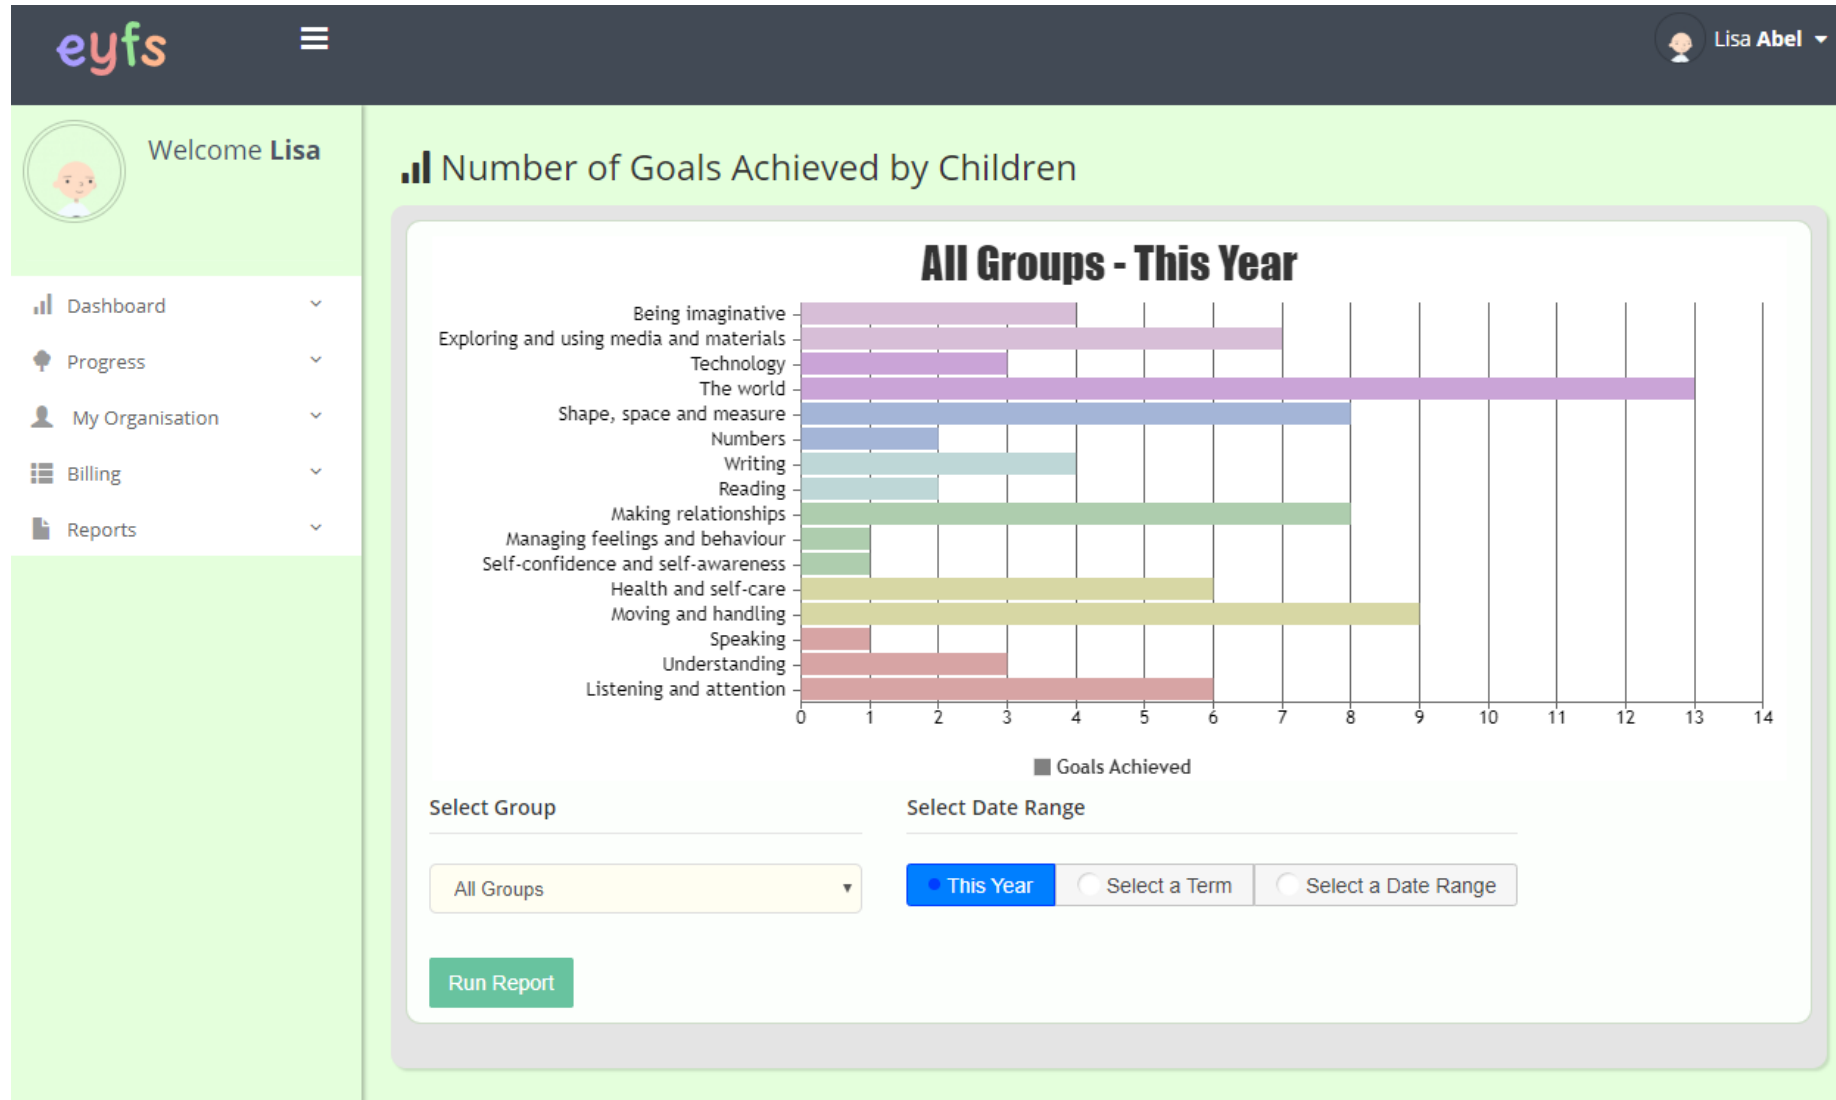 eyfs
Lisa Abel
Welcome Lisa
Dashboard
Progress
My Organisation
Billing
Reports
Number of Goals Achieved by Children
All Groups - This Year
Being imaginative
Exploring and using media and materials
Technology
The world
Shape, space and measure
Numbers
Writing
Reading
Making relationships
Managing feelings and behaviour
Self-confidence and self-awareness
Health and self-care
Moving and handling
Speaking
Understanding
Listening and attention
0 1 2 3 4 5 6 7 8 9 10 11 12 13 14
Goals Achieved
Select Group
Select Date Range
All Groups
This Year Select a Term Select a Date Range
Run Report